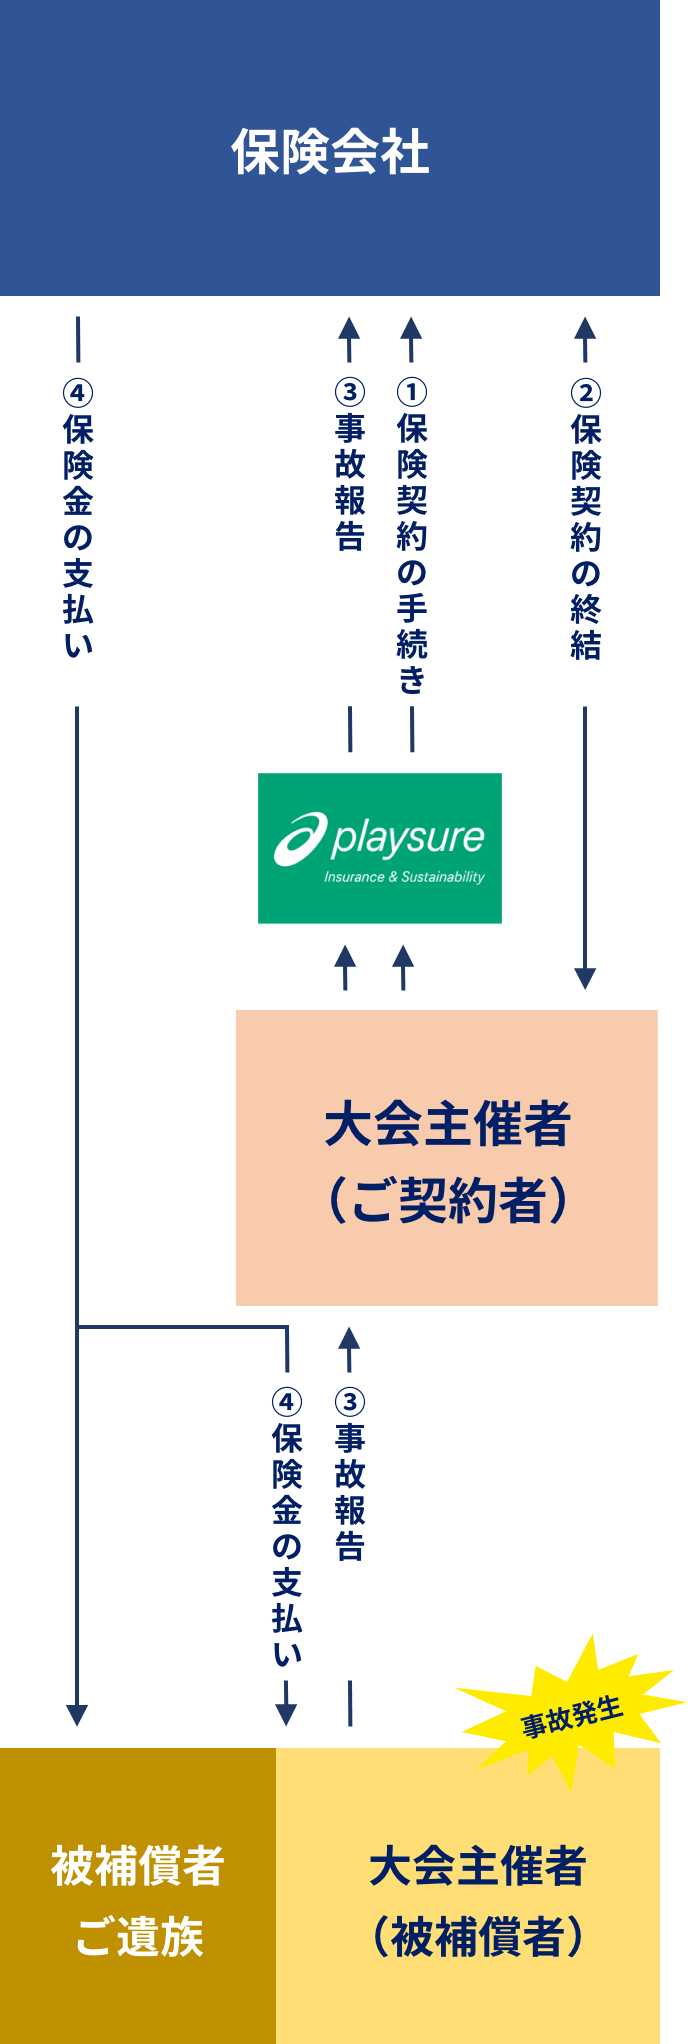 保険会社
④保険金の支払い
③事故報告
①保険契約の手続き
②保険契約の終結
playsure
Insurance & Sustainability
大会主催者
（ご契約者）
④保険金の支払い
③事故報告
事故発生
被補償者
ご遺族
大会主催者
（被補償者）